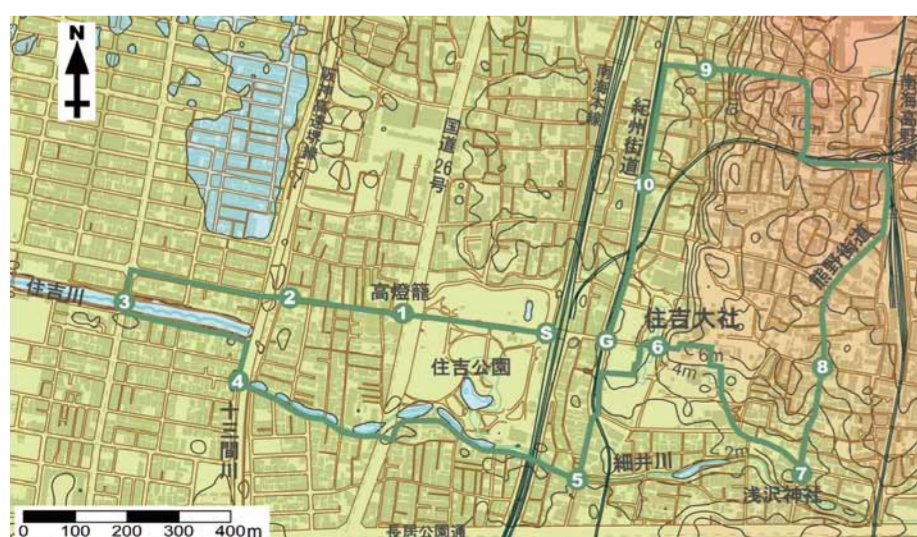 N
阪神高速堺線
国道26号
南海本線
紀州街道
南海高野線
9
10m
10
熊野街道
住吉川
3
2
高燈籠
1
S
G
住吉大社
6
6m
4m
住吉公園
8
4
十三間川
細井川
2m
5
7
浅沢神社
0 100 200 300 400m
長居公園通